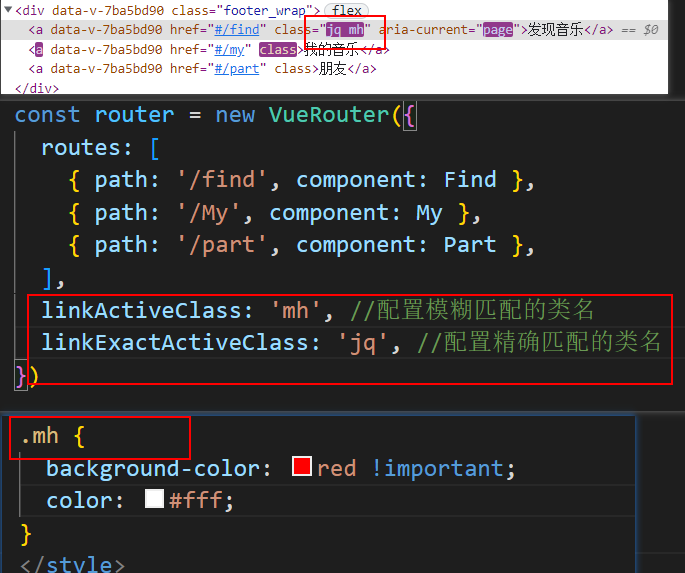 ▼<div data-v-7ba5bd90 class="footer_wrap"> flex
<a data-v-7ba5bd90 href="#/find" class="jq mh" aria-current="page">发现音乐</a> == $0
<a data-v-7ba5bd90 href="#/my" class>我的音乐</a>
<a data-v-7ba5bd90 href="#/part" class>朋友</a>
</div>
const router = new VueRouter({
routes: [
{ path: '/find', component: Find },
{ path: '/My', component: My },
{ path: '/part', component: Part },
],
linkActiveClass: 'mh', //配置模糊匹配的类名
linkExactActiveClass: 'jq', //配置精确匹配的类名
})
.mh {
background-color: red !important;
color: #fff;
}
</style>